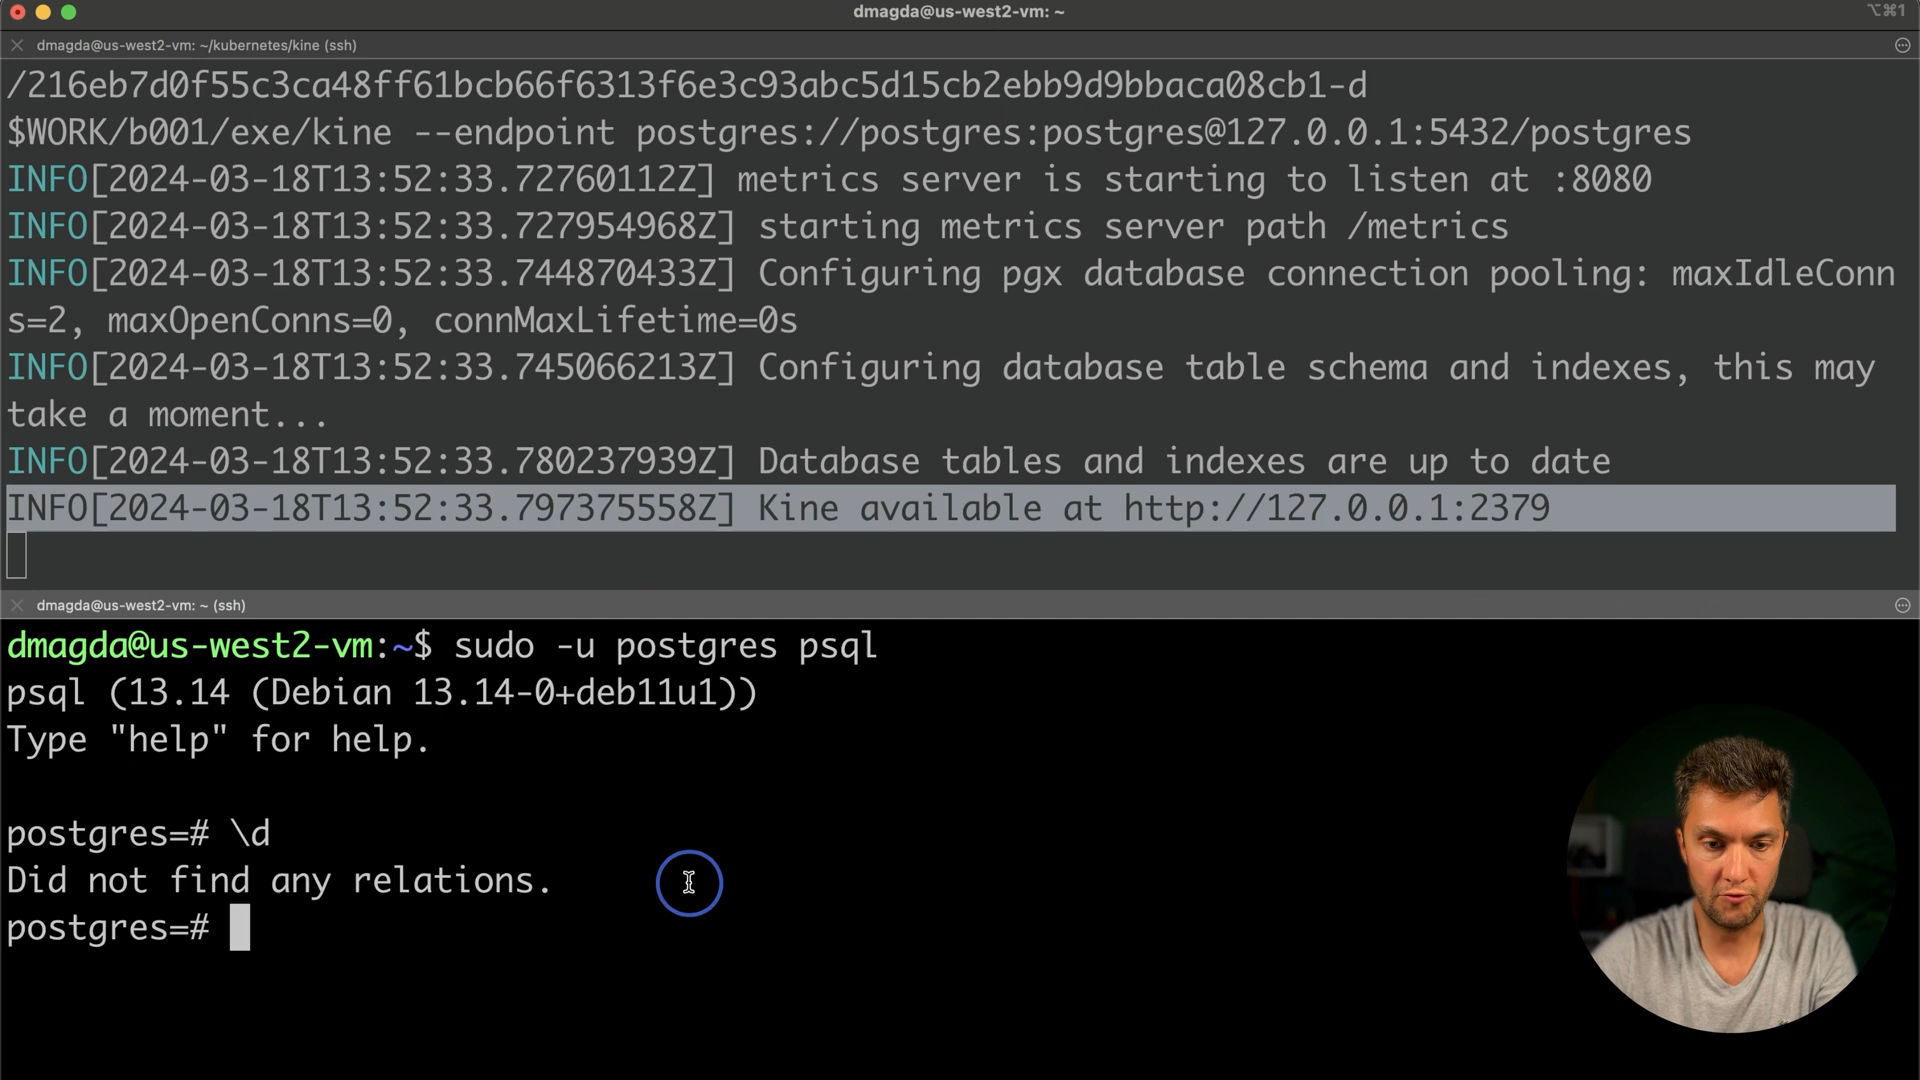 dmagda@us-west2-vm: ~
⌥⌘1
dmagda@us-west2-vm: ~/kubernetes/kine (ssh)
/216eb7d0f55c3ca48ff61bcb66f6313f6e3c93abc5d15cb2ebb9d9bbaca08cb1-d
$WORK/b001/exe/kine --endpoint postgres://postgres:postgres@127.0.0.1:5432/postgres
INFO[2024-03-18T13:52:33.72760112Z] metrics server is starting to listen at :8080
INFO[2024-03-18T13:52:33.727954968Z] starting metrics server path /metrics
INFO[2024-03-18T13:52:33.744870433Z] Configuring pgx database connection pooling: maxIdleConn
s=2, maxOpenConns=0, connMaxLifetime=0s
INFO[2024-03-18T13:52:33.745066213Z] Configuring database table schema and indexes, this may
take a moment...
INFO[2024-03-18T13:52:33.780237939Z] Database tables and indexes are up to date
INFO[2024-03-18T13:52:33.797375558Z] Kine available at http://127.0.0.1:2379
dmagda@us-west2-vm: ~ (ssh)
dmagda@us-west2-vm:~$ sudo -u postgres psql
psql (13.14 (Debian 13.14-0+deb11u1))
Type "help" for help.
postgres=# \d
Did not find any relations.
postgres=#